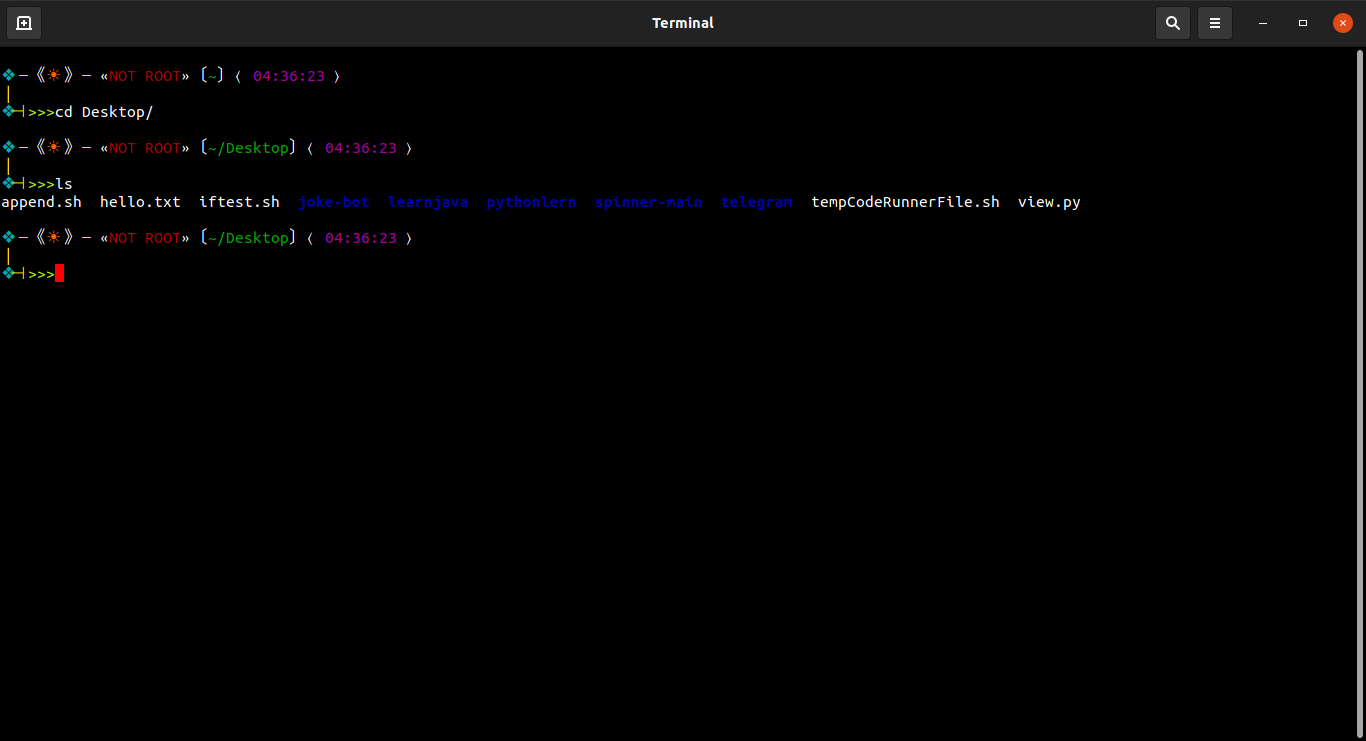 Terminal
❖ — 《☀》 — «NOT ROOT» 〔~〕 ⟨ 04:36:23 ⟩
|
❖⊣>>>cd Desktop/
❖ — 《☀》 — «NOT ROOT» 〔~/Desktop〕 ⟨ 04:36:23 ⟩
|
❖⊣>>>ls
append.sh  hello.txt  iftest.sh  joke-bot  learnjava  pythonlern  spinner-main  telegram  tempCodeRunnerFile.sh  view.py
❖ — 《☀》 — «NOT ROOT» 〔~/Desktop〕 ⟨ 04:36:23 ⟩
|
❖⊣>>>